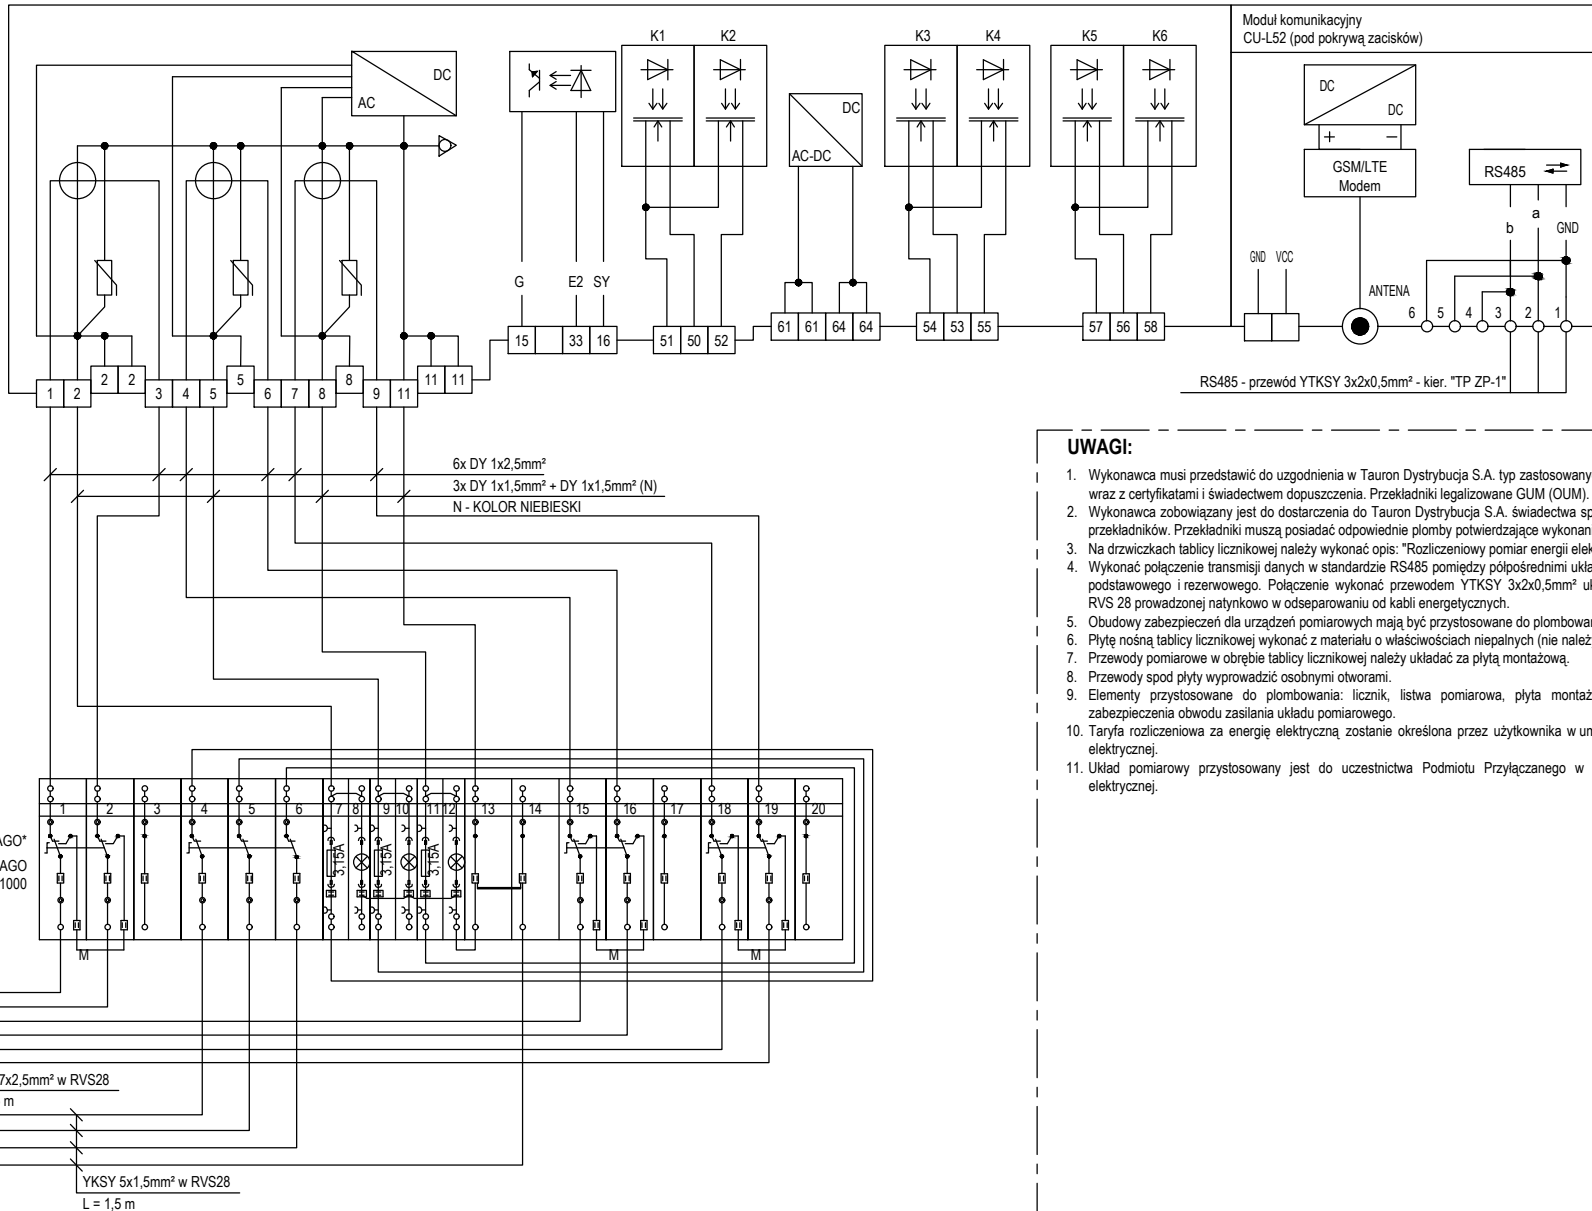 Moduł komunikacyjny
CU-L52 (pod pokrywą zacisków)
K1 K2 K3 K4 K5 K6
DC
AC
DC
AC-DC
DC
DC
+ −
GSM/LTE
Modem
RS485
b a GND
G E2 SY
GND VCC
ANTENA
6 5 4 3 2 1
15 33 16 51 50 52 61 61 64 64 54 53 55 57 56 58
2 2 5 8 11 11
1 2 3 4 5 6 7 8 9 11
RS485 - przewód YTKSY 3x2x0,5mm² - kier. "TP ZP-1"
6x DY 1x2,5mm²
3x DY 1x1,5mm² + DY 1x1,5mm² (N)
N - KOLOR NIEBIESKI
UWAGI:
1. Wykonawca musi przedstawić do uzgodnienia w Tauron Dystrybucja S.A. typ zastosowany
wraz z certyfikatami i świadectwem dopuszczenia. Przekładniki legalizowane GUM (OUM).
2. Wykonawca zobowiązany jest do dostarczenia do Tauron Dystrybucja S.A. świadectwa sp
przekładników. Przekładniki muszą posiadać odpowiednie plomby potwierdzające wykonan
3. Na drzwiczkach tablicy licznikowej należy wykonać opis: "Rozliczeniowy pomiar energii elek
4. Wykonać połączenie transmisji danych w standardzie RS485 pomiędzy półpośrednimi ukła
podstawowego i rezerwowego. Połączenie wykonać przewodem YTKSY 3x2x0,5mm² uk
RVS 28 prowadzonej natynkowo w odseparowaniu od kabli energetycznych.
5. Obudowy zabezpieczeń dla urządzeń pomiarowych mają być przystosowane do plombowan
6. Płytę nośną tablicy licznikowej wykonać z materiału o właściwościach niepalnych (nie należy
7. Przewody pomiarowe w obrębie tablicy licznikowej należy układać za płytą montażową.
8. Przewody spod płyty wyprowadzić osobnymi otworami.
9. Elementy przystosowane do plombowania: licznik, listwa pomiarowa, płyta montaż
zabezpieczenia obwodu zasilania układu pomiarowego.
10. Taryfa rozliczeniowa za energię elektryczną zostanie określona przez użytkownika w um
elektrycznej.
11. Układ pomiarowy przystosowany jest do uczestnictwa Podmiotu Przyłączanego w
elektrycznej.
1 2 3 4 5 6 7 8 9 10 11 12 13 14 15 16 17 18 19 20
AGO*
AGO
1000
3,15A 3,15A 3,15A
M M M
7x2,5mm² w RVS28
m
YKSY 5x1,5mm² w RVS28
L = 1,5 m